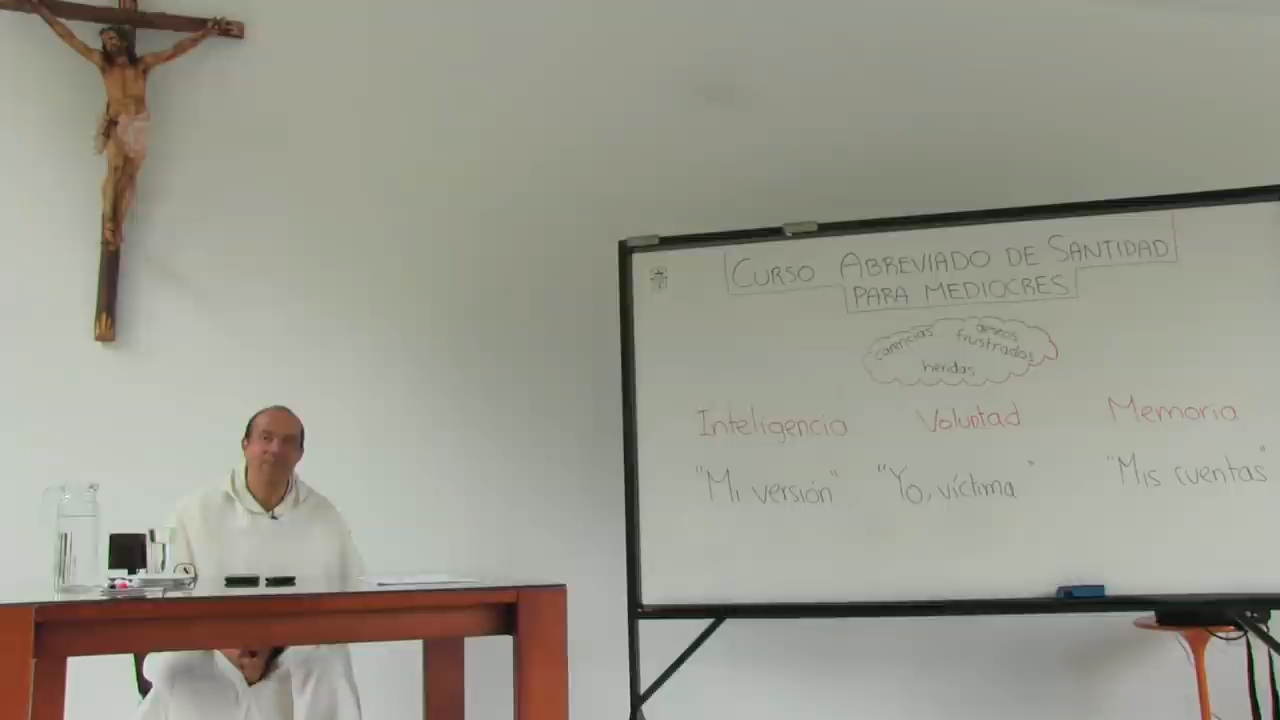 CURSO ABREVIADO DE SANTIDAD
PARA MEDIOCRES
carencias deseos frustrados
heridas
Inteligencia Voluntad Memoria
"Mi versión" "Yo, víctima" "Mis cuentas"